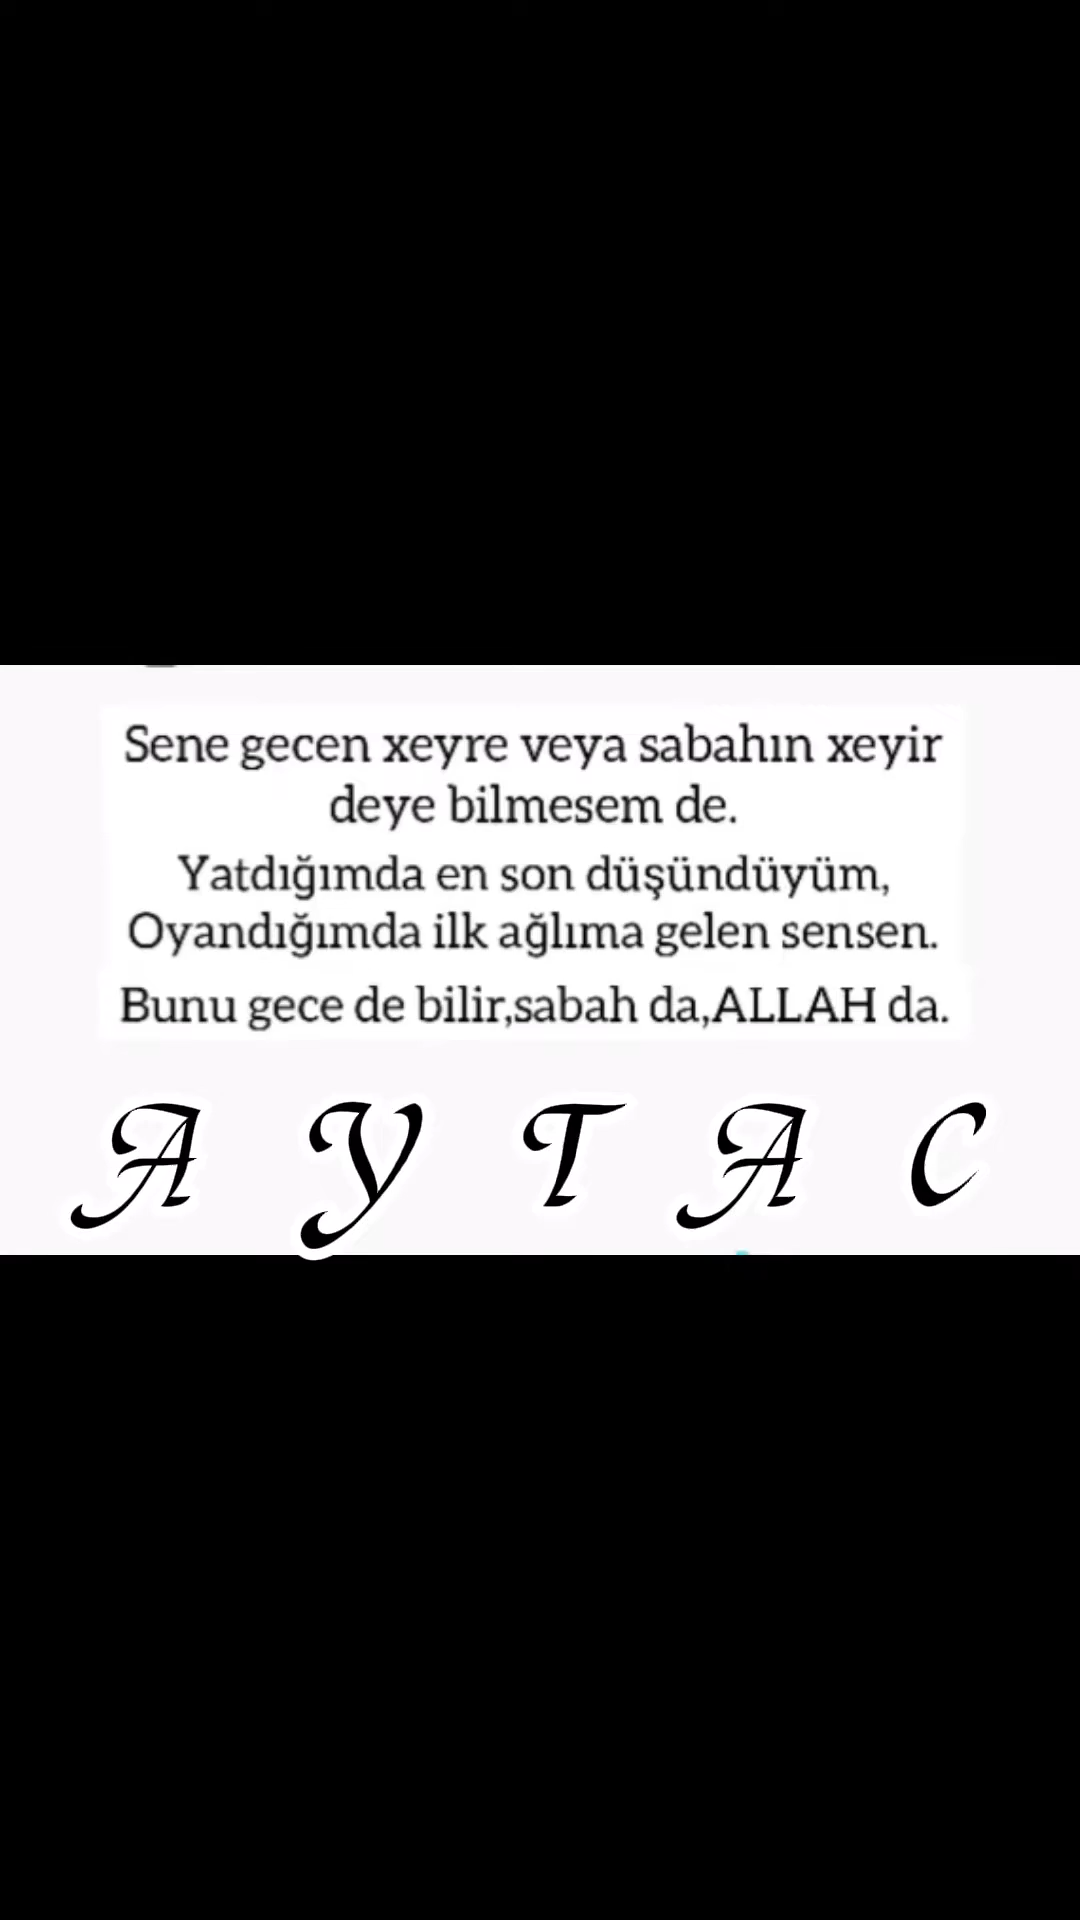 Sene gecen xeyre veya sabahın xeyir
deye bilmesem de.
Yatdığımda en son düşündüyüm,
Oyandığımda ilk ağlıma gelen sensen.
Bunu gece de bilir,sabah da,ALLAH da.
A Y T A C